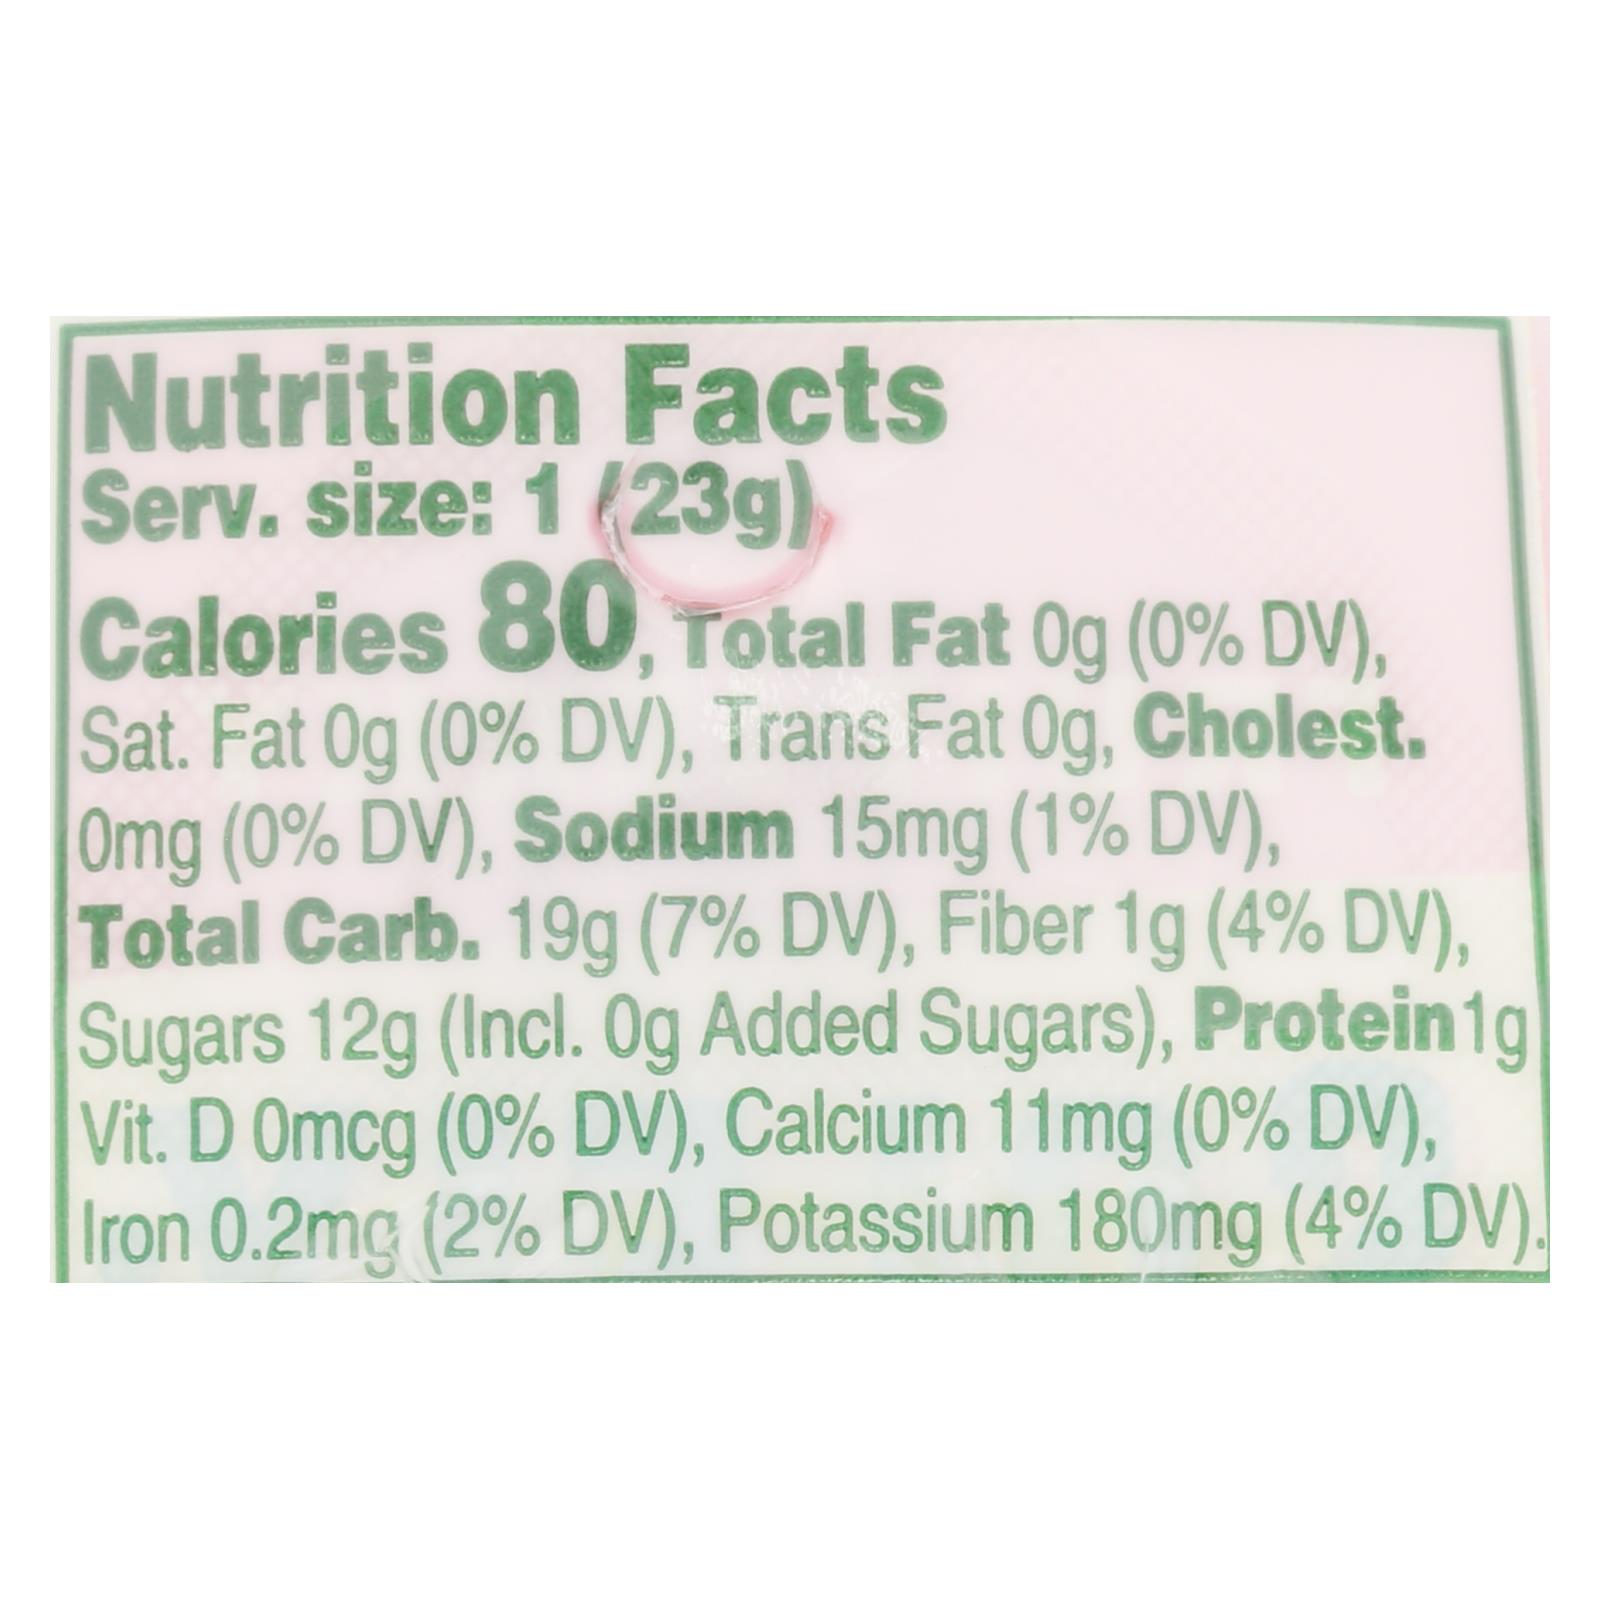 Nutrition Facts
Serv. size: 1 (23g)
Calories 80, Total Fat 0g (0% DV),
Sat. Fat 0g (0% DV), Trans Fat 0g, Cholest.
0mg (0% DV), Sodium 15mg (1% DV),
Total Carb. 19g (7% DV), Fiber 1g (4% DV),
Sugars 12g (Incl. 0g Added Sugars), Protein 1g
Vit. D 0mcg (0% DV), Calcium 11mg (0% DV),
Iron 0.2mg (2% DV), Potassium 180mg (4% DV).